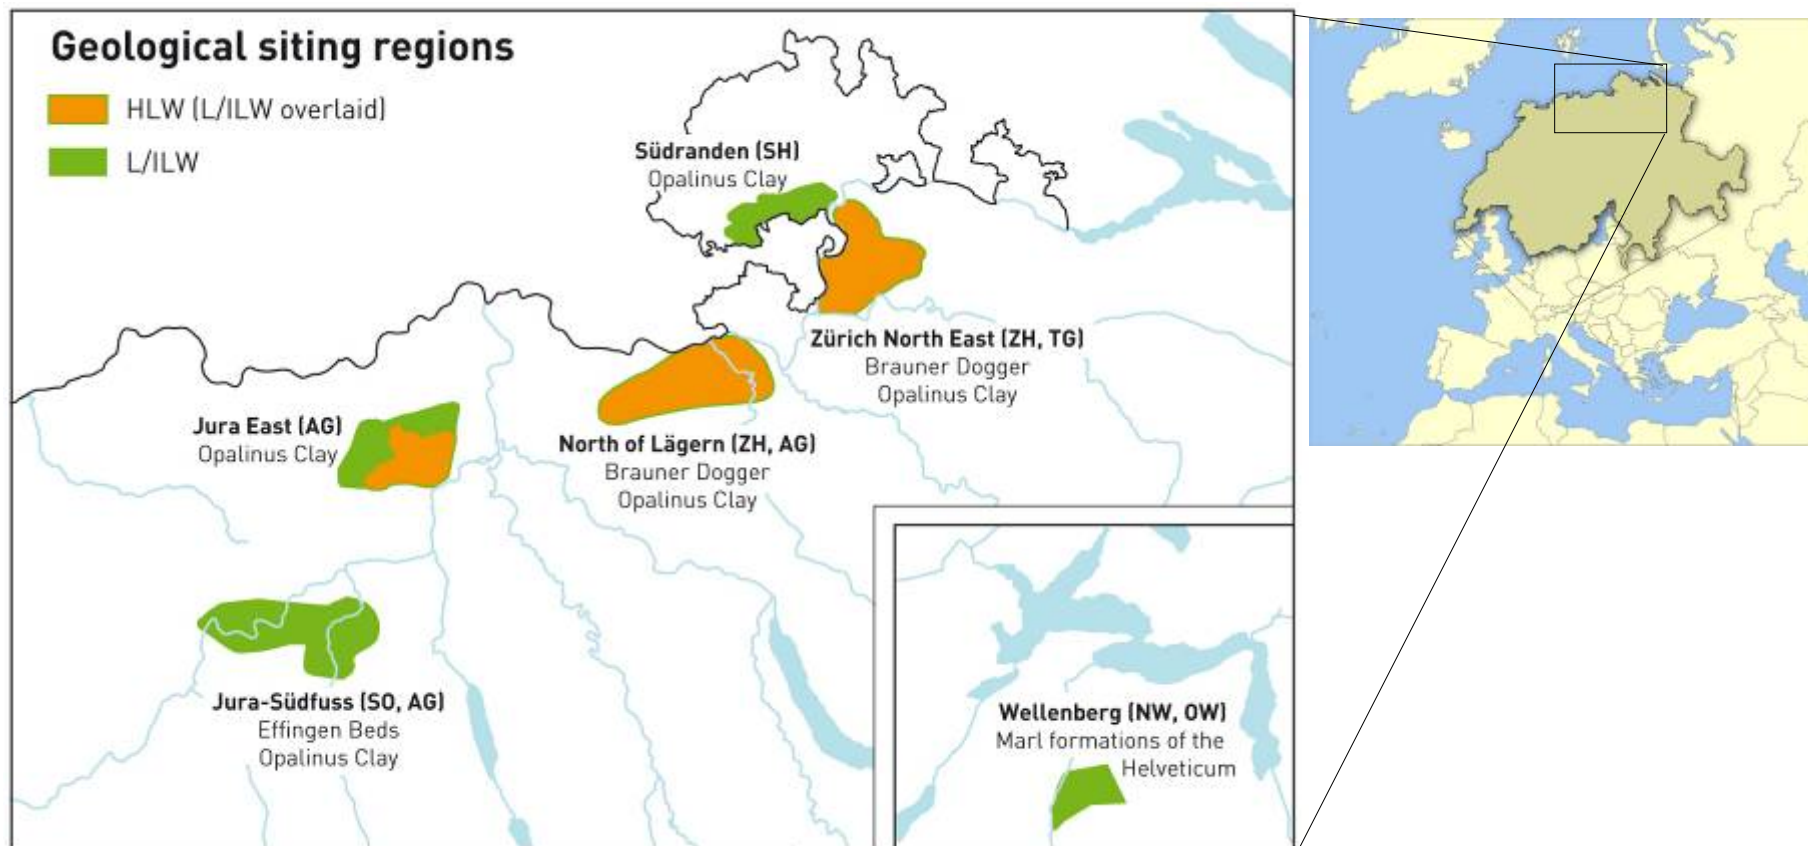 Geological siting regions
HLW (L/ILW overlaid)
L/ILW
Südranden (SH)
Opalinus Clay
Zürich North East (ZH, TG)
Brauner Dogger
Opalinus Clay
Jura East (AG)
Opalinus Clay
North of Lägern (ZH, AG)
Brauner Dogger
Opalinus Clay
Jura-Südfuss (SO, AG)
Effingen Beds
Opalinus Clay
Wellenberg (NW, OW)
Marl formations of the
Helveticum